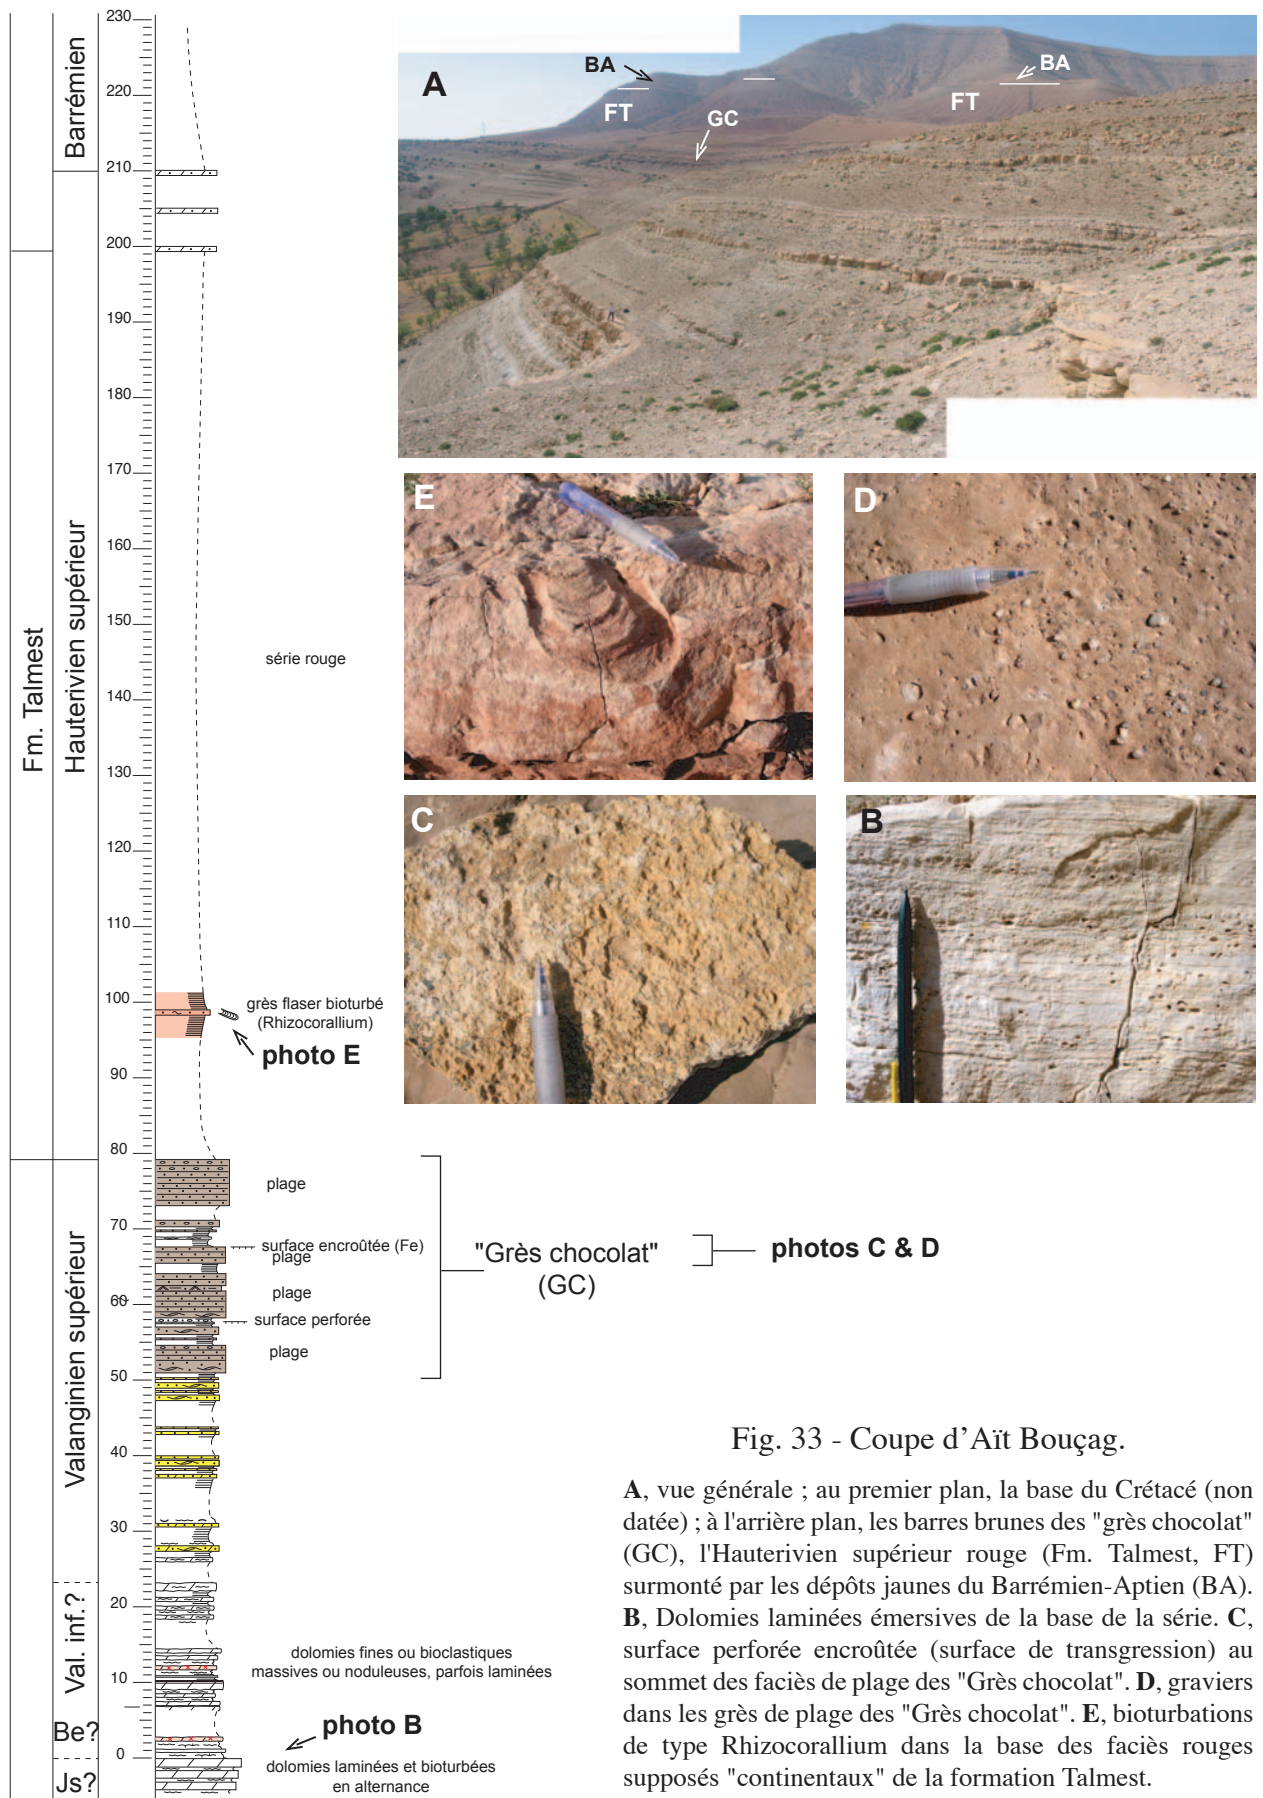 230
220
210
200
190
180
170
160
150
140
130
120
110
100
90
80
70
60
50
40
30
20
10
0
Fm. Talmest
Barrémien
Hauterivien supérieur
Valanginien supérieur
Val. inf.?
Be?
Js?
A
BA
FT
GC
FT
BA
E
D
C
B
série rouge
grès flaser bioturbé
(Rhizocorallium)
photo E
plage
surface encroûtée (Fe)
plage
plage
surface perforée
plage
"Grès chocolat"
(GC)
photos C & D
dolomies fines ou bioclastiques
massives ou noduleuses, parfois laminées
photo B
dolomies laminées et bioturbées
en alternance
Fig. 33 - Coupe d'Aït Bouçag.
A, vue générale ; au premier plan, la base du Crétacé (non
datée) ; à l'arrière plan, les barres brunes des "grès chocolat"
(GC), l'Hauterivien supérieur rouge (Fm. Talmest, FT)
surmonté par les dépôts jaunes du Barrémien-Aptien (BA).
B, Dolomies laminées émersives de la base de la série. C,
surface perforée encroûtée (surface de transgression) au
sommet des faciès de plage des "Grès chocolat". D, graviers
dans les grès de plage des "Grès chocolat". E, bioturbations
de type Rhizocorallium dans la base des faciès rouges
supposés "continentaux" de la formation Talmest.